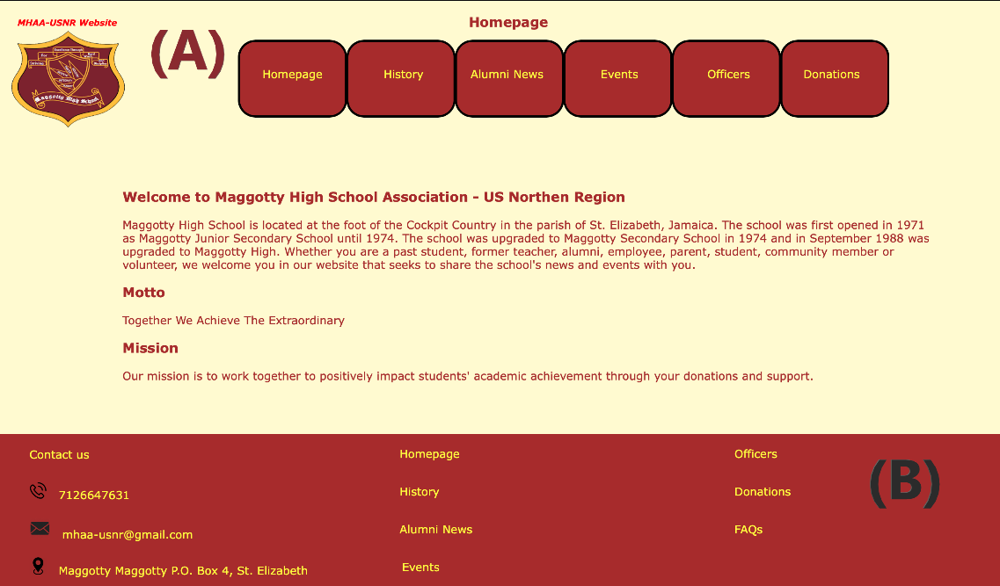 MHAA-USNR Website
Homepage
(A)
Homepage History Alumni News Events Officers Donations
Maggotty High School
Welcome to Maggotty High School Association - US Northen Region
Maggotty High School is located at the foot of the Cockpit Country in the parish of St. Elizabeth, Jamaica. The school was first opened in 1971
as Maggotty Junior Secondary School until 1974. The school was upgraded to Maggotty Secondary School in 1974 and in September 1988 was
upgraded to Maggotty High. Whether you are a past student, former teacher, alumni, employee, parent, student, community member or
volunteer, we welcome you in our website that seeks to share the school's news and events with you.
Motto
Together We Achieve The Extraordinary
Mission
Our mission is to work together to positively impact students' academic achievement through your donations and support.
Contact us
7126647631
mhaa-usnr@gmail.com
Maggotty Maggotty P.O. Box 4, St. Elizabeth
Homepage
History
Alumni News
Events
Officers
Donations
FAQs
(B)